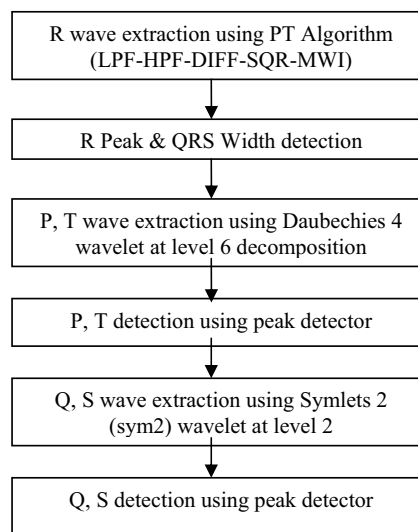 R wave extraction using PT Algorithm
(LPF-HPF-DIFF-SQR-MWI)
R Peak & QRS Width detection
P, T wave extraction using Daubechies 4
wavelet at level 6 decomposition
P, T detection using peak detector
Q, S wave extraction using Symlets 2
(sym2) wavelet at level 2
Q, S detection using peak detector